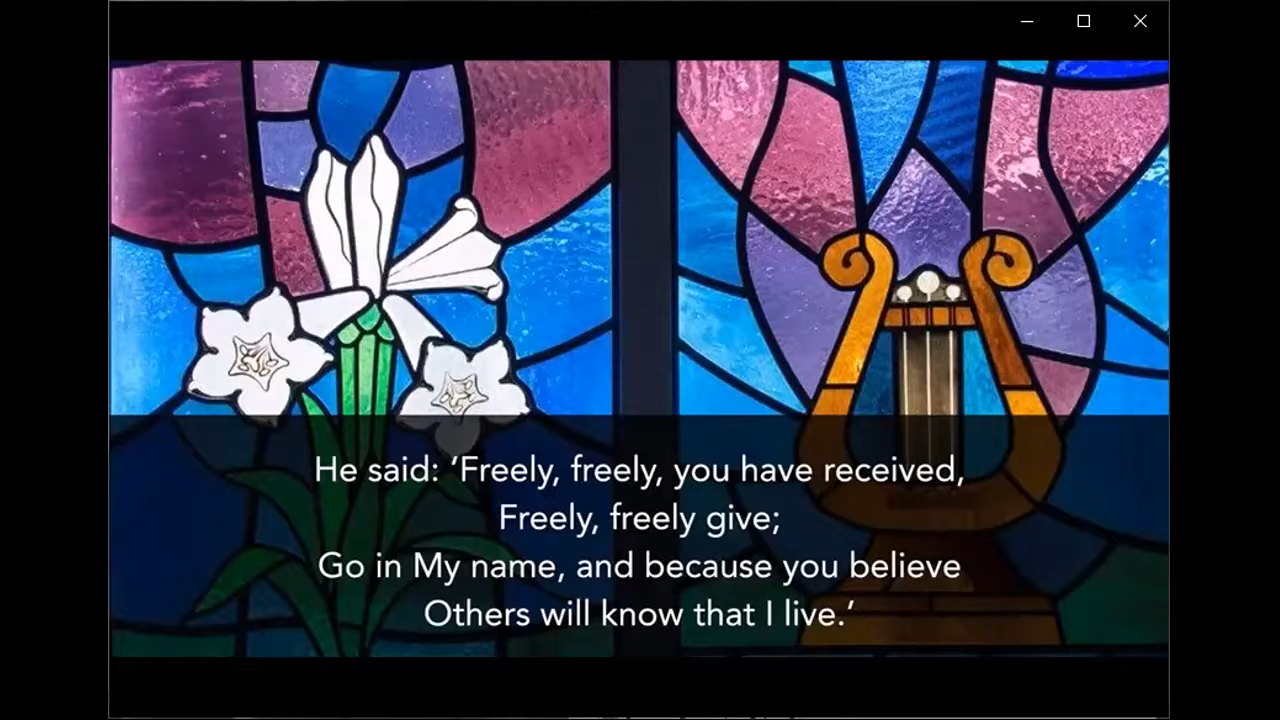 He said: ‘Freely, freely, you have received,
Freely, freely give;
Go in My name, and because you believe
Others will know that I live.’